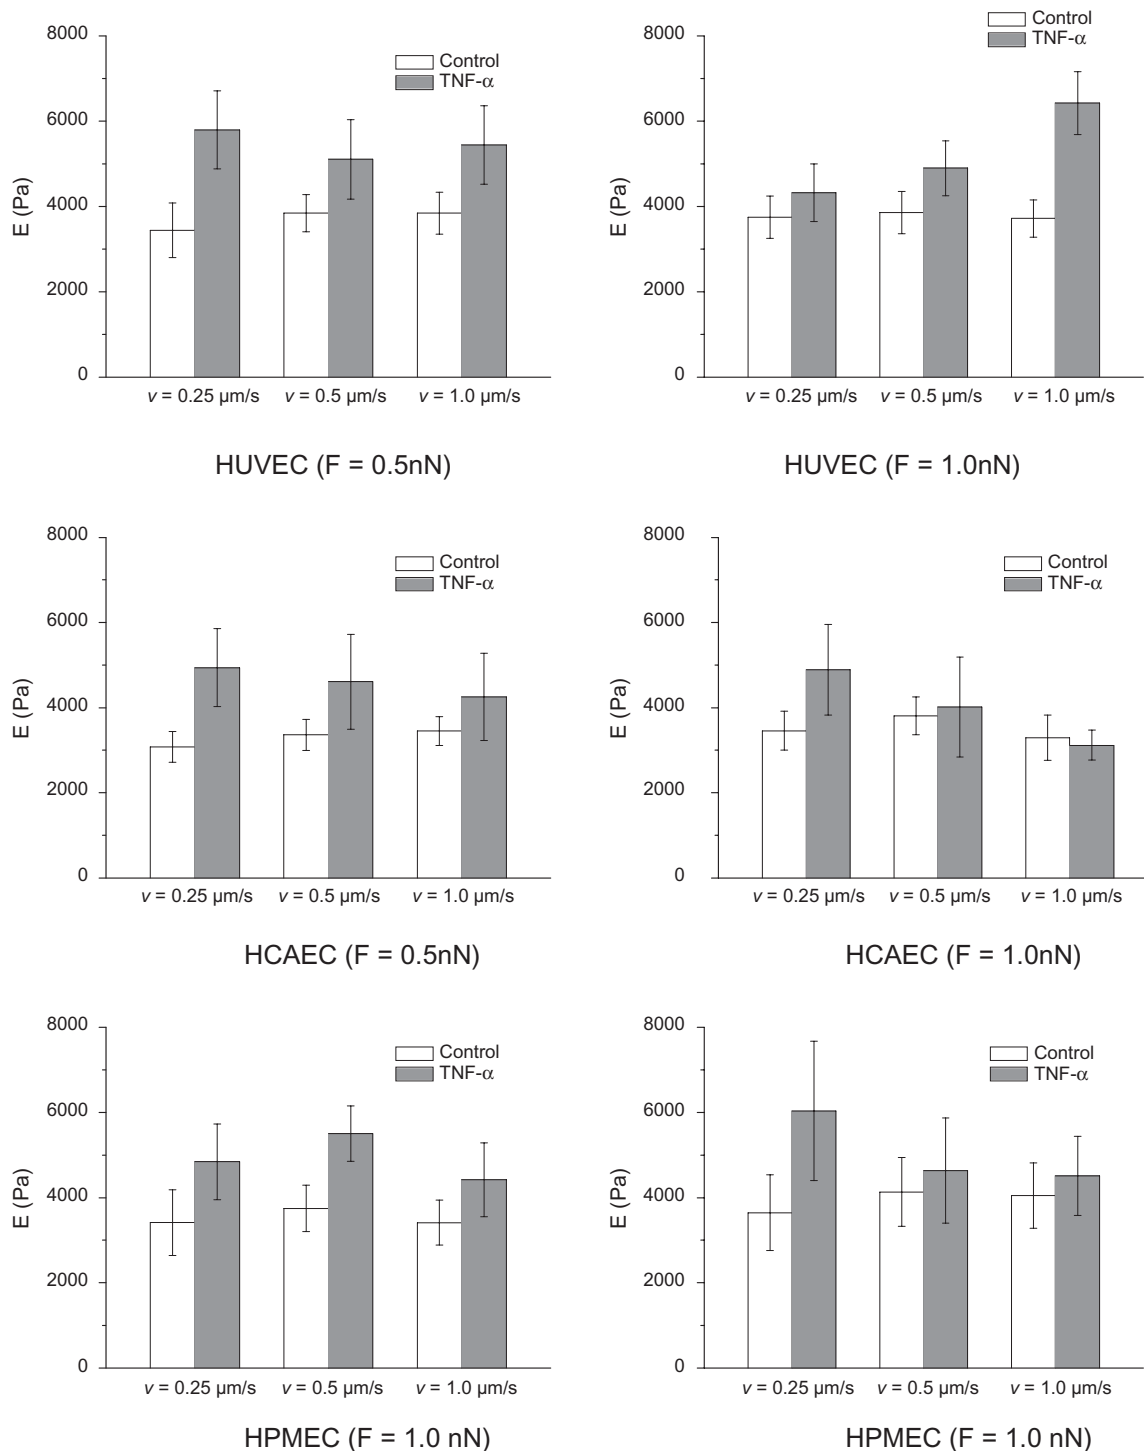 8000
6000
4000
2000
0
E (Pa)
Control
TNF-α
v = 0.25 µm/s
v = 0.5 µm/s
v = 1.0 µm/s
HUVEC (F = 0.5nN)
8000
6000
4000
2000
0
E (Pa)
Control
TNF-α
v = 0.25 µm/s
v = 0.5 µm/s
v = 1.0 µm/s
HUVEC (F = 1.0nN)
8000
6000
4000
2000
0
E (Pa)
Control
TNF-α
v = 0.25 µm/s
v = 0.5 µm/s
v = 1.0 µm/s
HCAEC (F = 0.5nN)
8000
6000
4000
2000
0
E (Pa)
Control
TNF-α
v = 0.25 µm/s
v = 0.5 µm/s
v = 1.0 µm/s
HCAEC (F = 1.0nN)
8000
6000
4000
2000
0
E (Pa)
Control
TNF-α
v = 0.25 µm/s
v = 0.5 µm/s
v = 1.0 µm/s
HPMEC (F = 1.0 nN)
8000
6000
4000
2000
0
E (Pa)
Control
TNF-α
v = 0.25 µm/s
v = 0.5 µm/s
v = 1.0 µm/s
HPMEC (F = 1.0 nN)